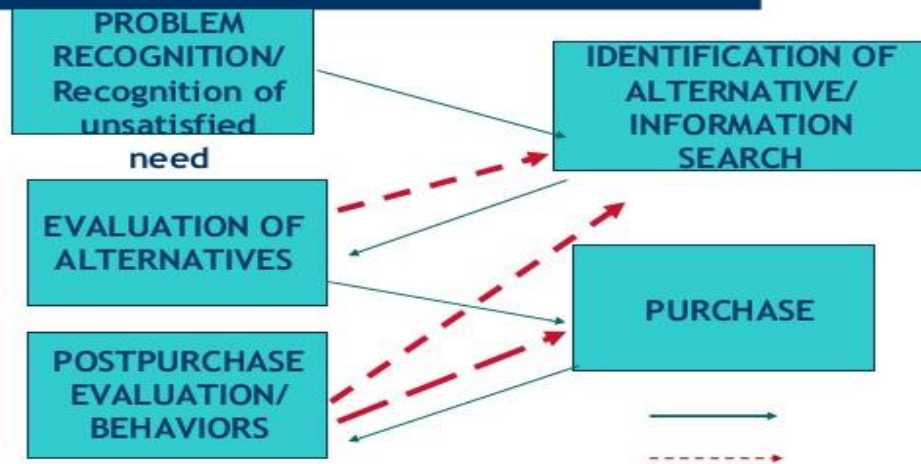 PROBLEM
RECOGNITION/
Recognition of
unsatisfied
need
IDENTIFICATION OF
ALTERNATIVE/
INFORMATION
SEARCH
EVALUATION OF
ALTERNATIVES
PURCHASE
POSTPURCHASE
EVALUATION/
BEHAVIORS